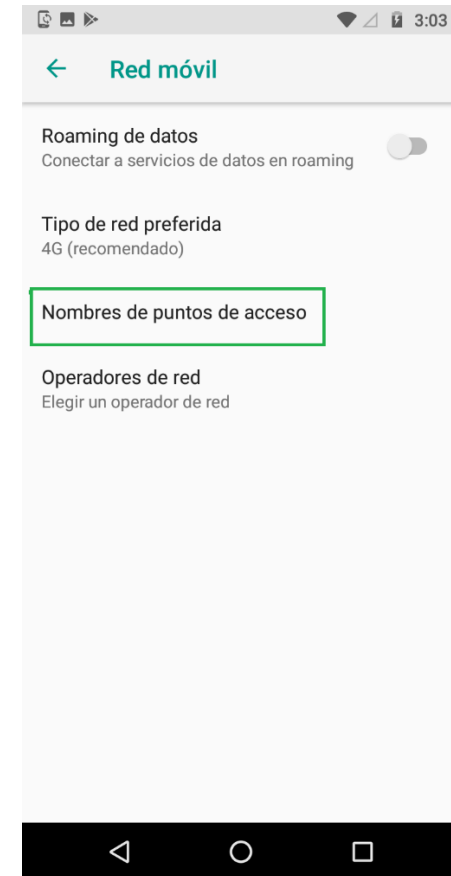 3:03
Red móvil
Roaming de datos
Conectar a servicios de datos en roaming
Tipo de red preferida
4G (recomendado)
Nombres de puntos de acceso
Operadores de red
Elegir un operador de red